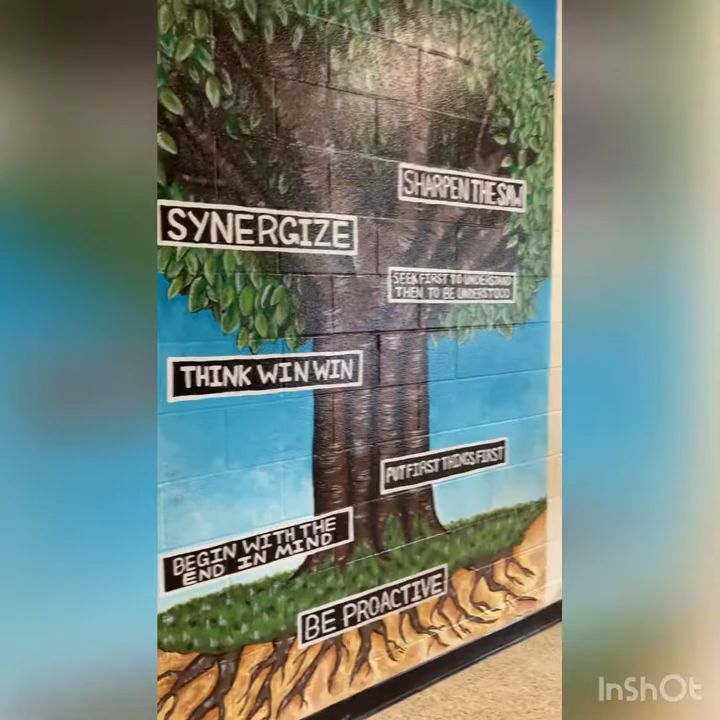 SHARPEN THE SAW
SYNERGIZE
SEEK FIRST TO UNDERSTAND
THEN TO BE UNDERSTOOD
THINK WIN WIN
PUT FIRST THINGS FIRST
BEGIN WITH THE
END IN MIND
BE PROACTIVE
InShOt